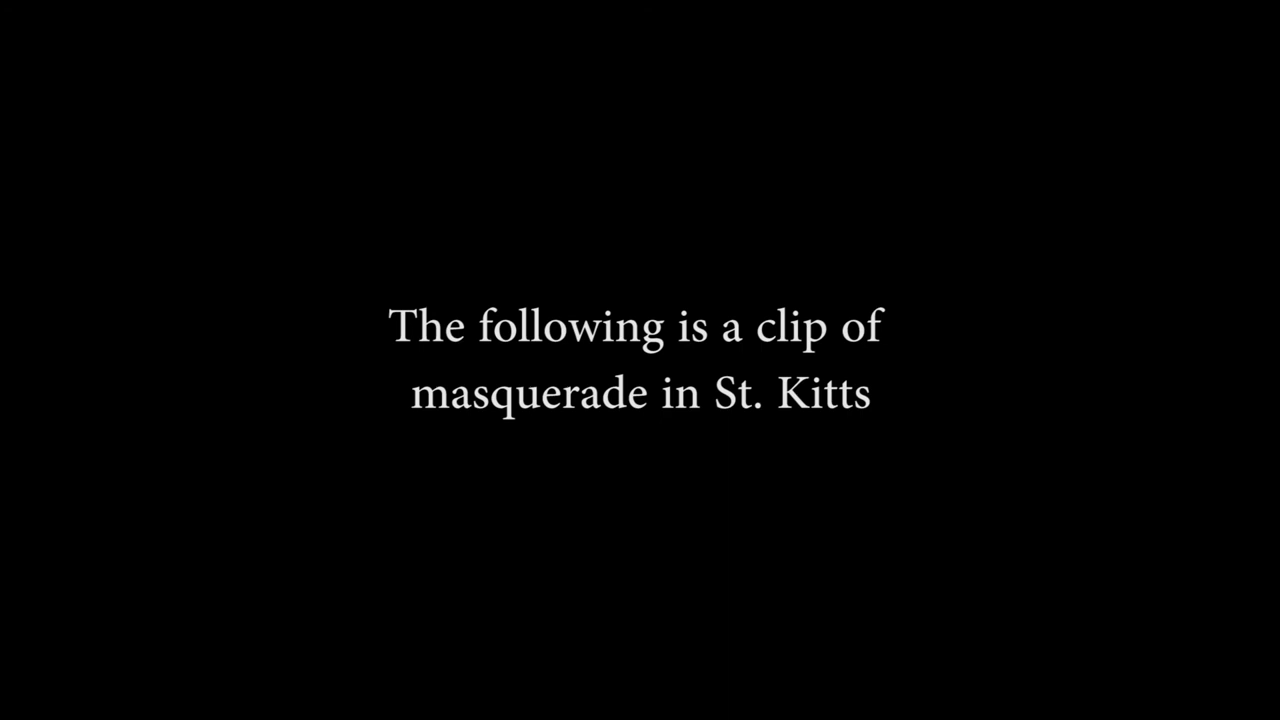 The following is a clip of
masquerade in St. Kitts